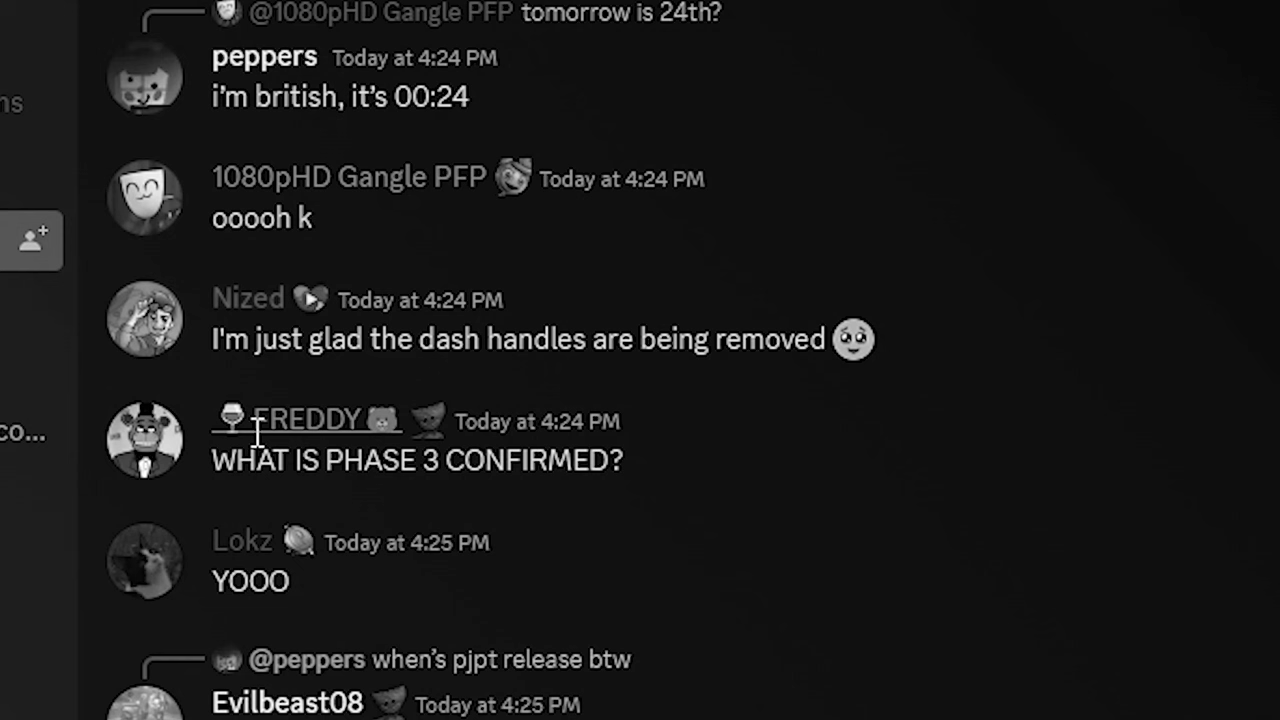 @1080pHD Gangle PFP tomorrow is 24th?
peppers Today at 4:24 PM
i'm british, it's 00:24
ns
1080pHD Gangle PFP Today at 4:24 PM
ooooh k
Nized Today at 4:24 PM
I'm just glad the dash handles are being removed
FREDDY Today at 4:24 PM
co...
WHAT IS PHASE 3 CONFIRMED?
Lokz Today at 4:25 PM
YOOO
@peppers when's pjpt release btw
Evilbeast08 Today at 4:25 PM